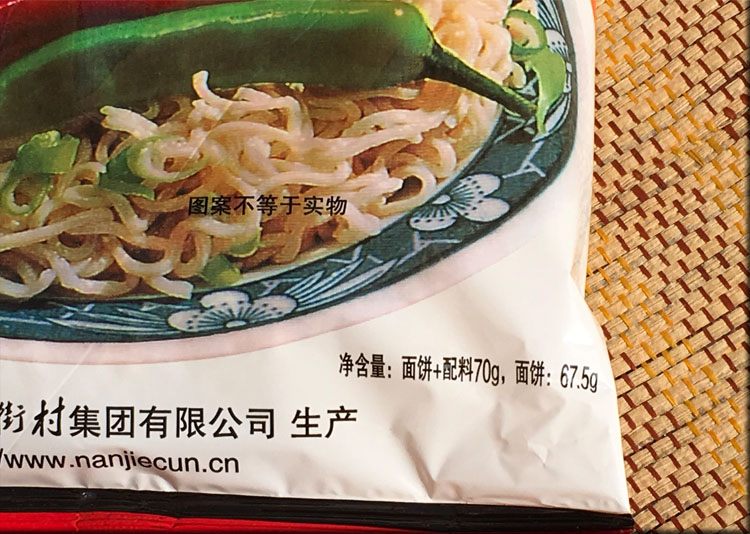 图案不等于实物
净含量：面饼+配料70g，面饼：67.5g
街村集团有限公司 生产
/www.nanjiecun.cn